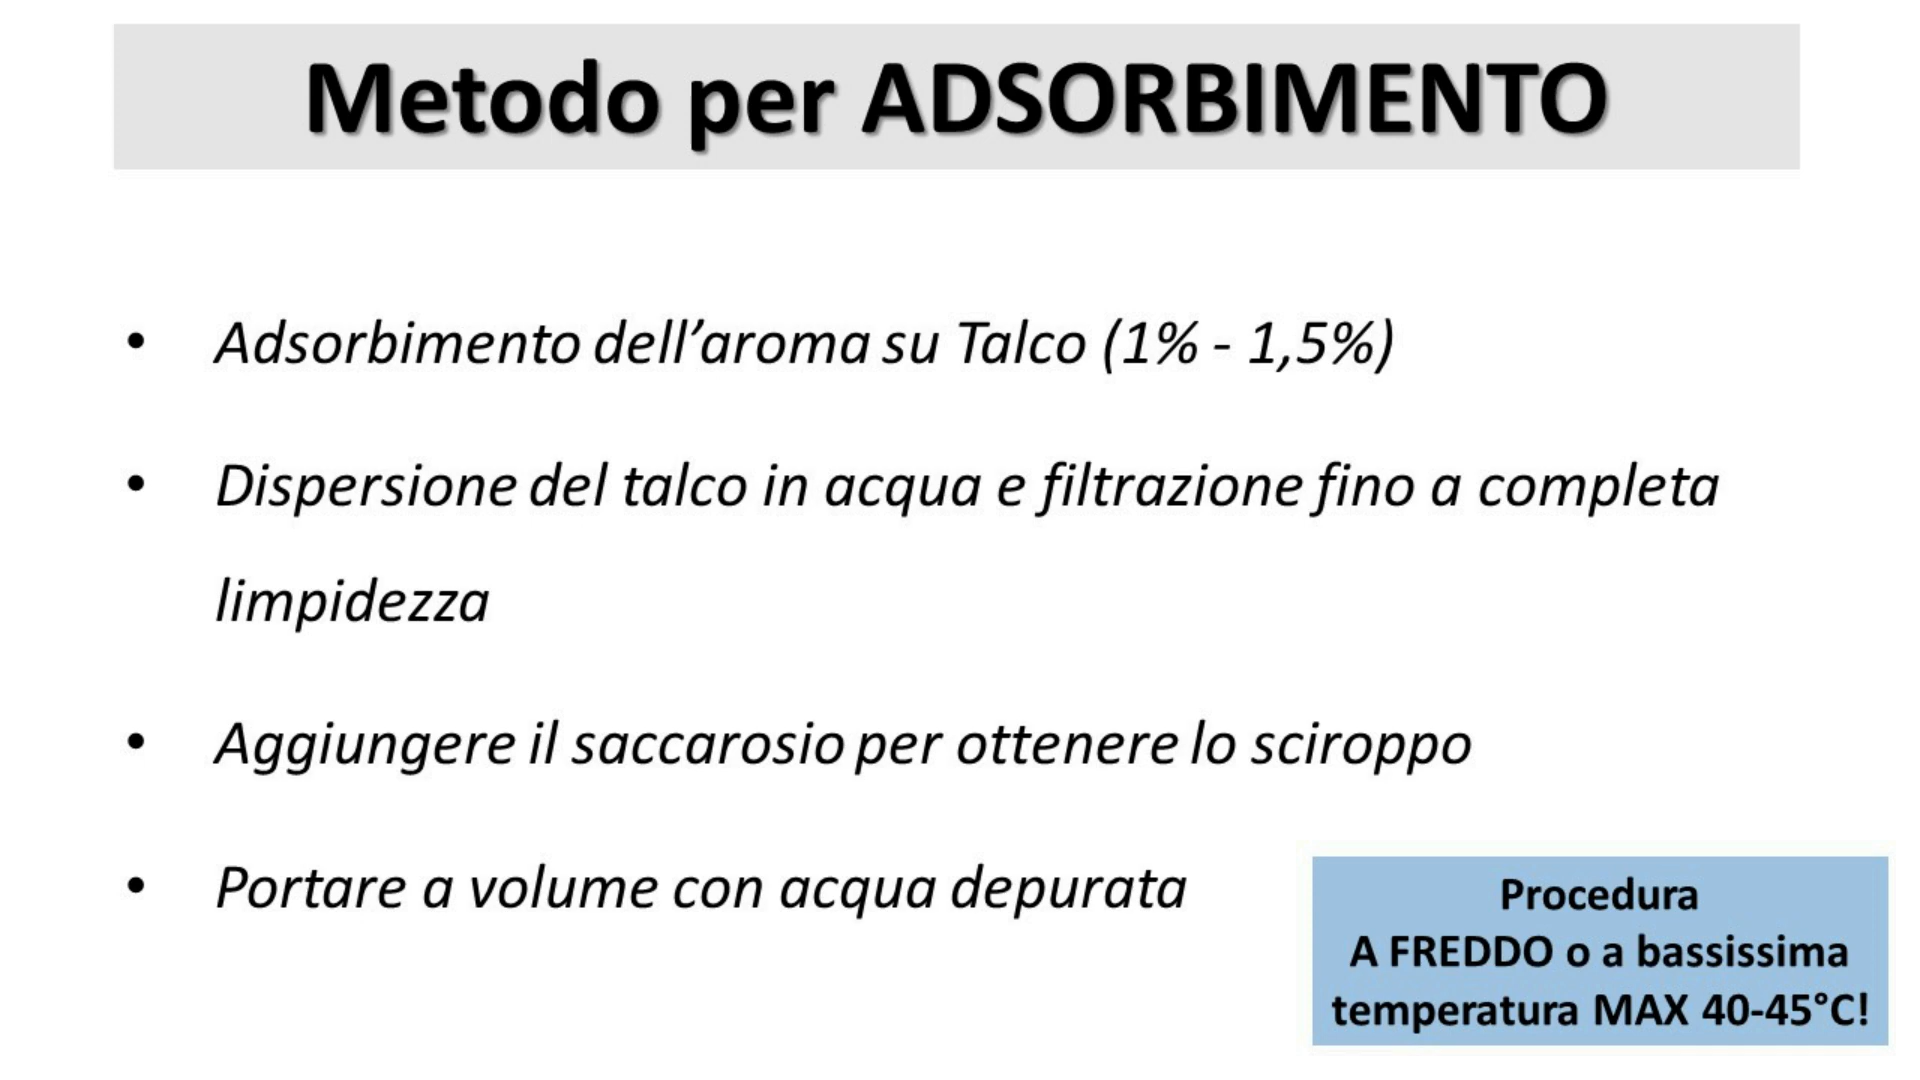 Metodo per ADSORBIMENTO
• Adsorbimento dell’aroma su Talco (1% - 1,5%)
• Dispersione del talco in acqua e filtrazione fino a completa
limpidezza
• Aggiungere il saccarosio per ottenere lo sciroppo
• Portare a volume con acqua depurata
Procedura
A FREDDO o a bassissima
temperatura MAX 40-45°C!